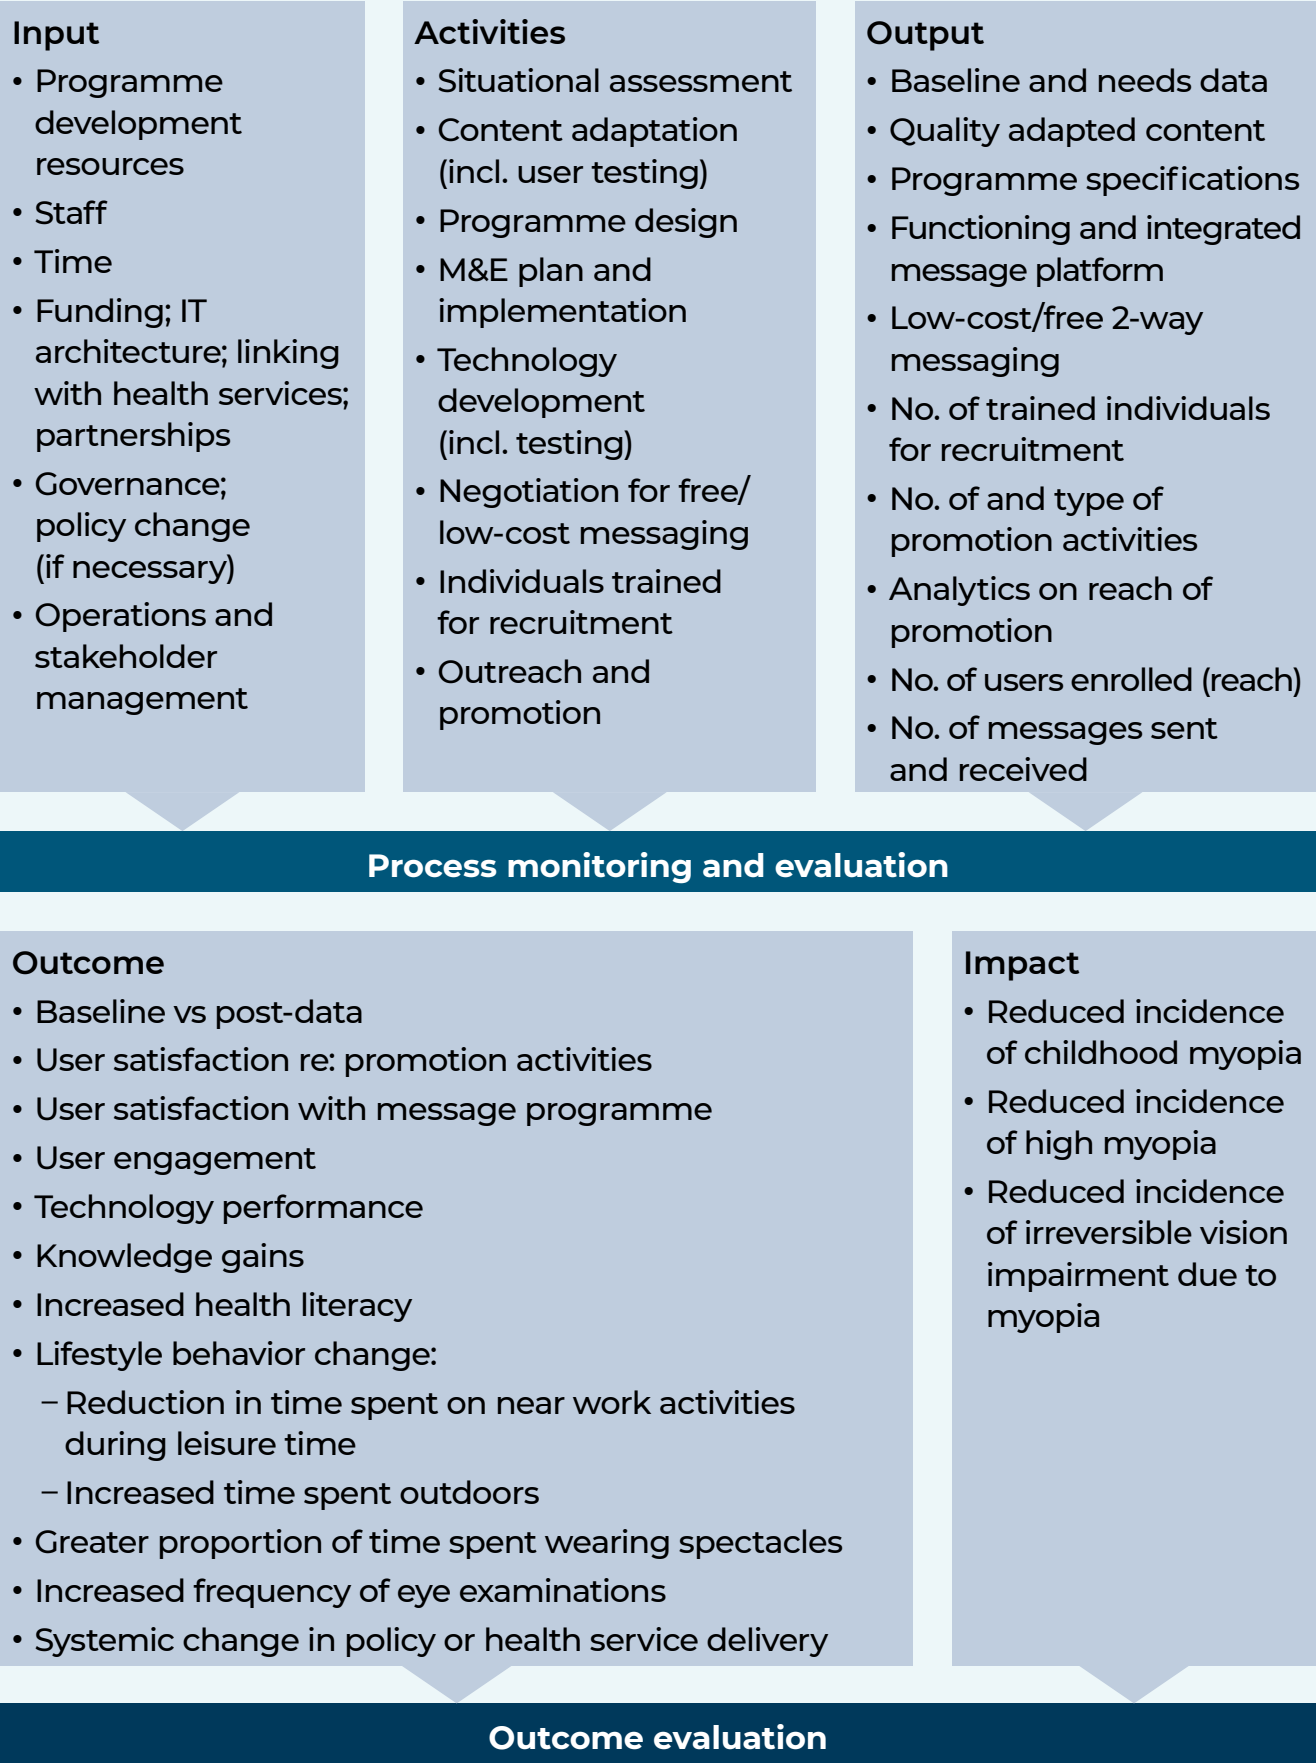 Input
• Programme
development
resources
• Staff
• Time
• Funding; IT
architecture; linking
with health services;
partnerships
• Governance;
policy change
(if necessary)
• Operations and
stakeholder
management
Activities
• Situational assessment
• Content adaptation
(incl. user testing)
• Programme design
• M&E plan and
implementation
• Technology
development
(incl. testing)
• Negotiation for free/
low-cost messaging
• Individuals trained
for recruitment
• Outreach and
promotion
Output
• Baseline and needs data
• Quality adapted content
• Programme specifications
• Functioning and integrated
message platform
• Low-cost/free 2-way
messaging
• No. of trained individuals
for recruitment
• No. of and type of
promotion activities
• Analytics on reach of
promotion
• No. of users enrolled (reach)
• No. of messages sent
and received
Process monitoring and evaluation
Outcome
• Baseline vs post-data
• User satisfaction re: promotion activities
• User satisfaction with message programme
• User engagement
• Technology performance
• Knowledge gains
• Increased health literacy
• Lifestyle behavior change:
– Reduction in time spent on near work activities
during leisure time
– Increased time spent outdoors
• Greater proportion of time spent wearing spectacles
• Increased frequency of eye examinations
• Systemic change in policy or health service delivery
Impact
• Reduced incidence
of childhood myopia
• Reduced incidence
of high myopia
• Reduced incidence
of irreversible vision
impairment due to
myopia
Outcome evaluation